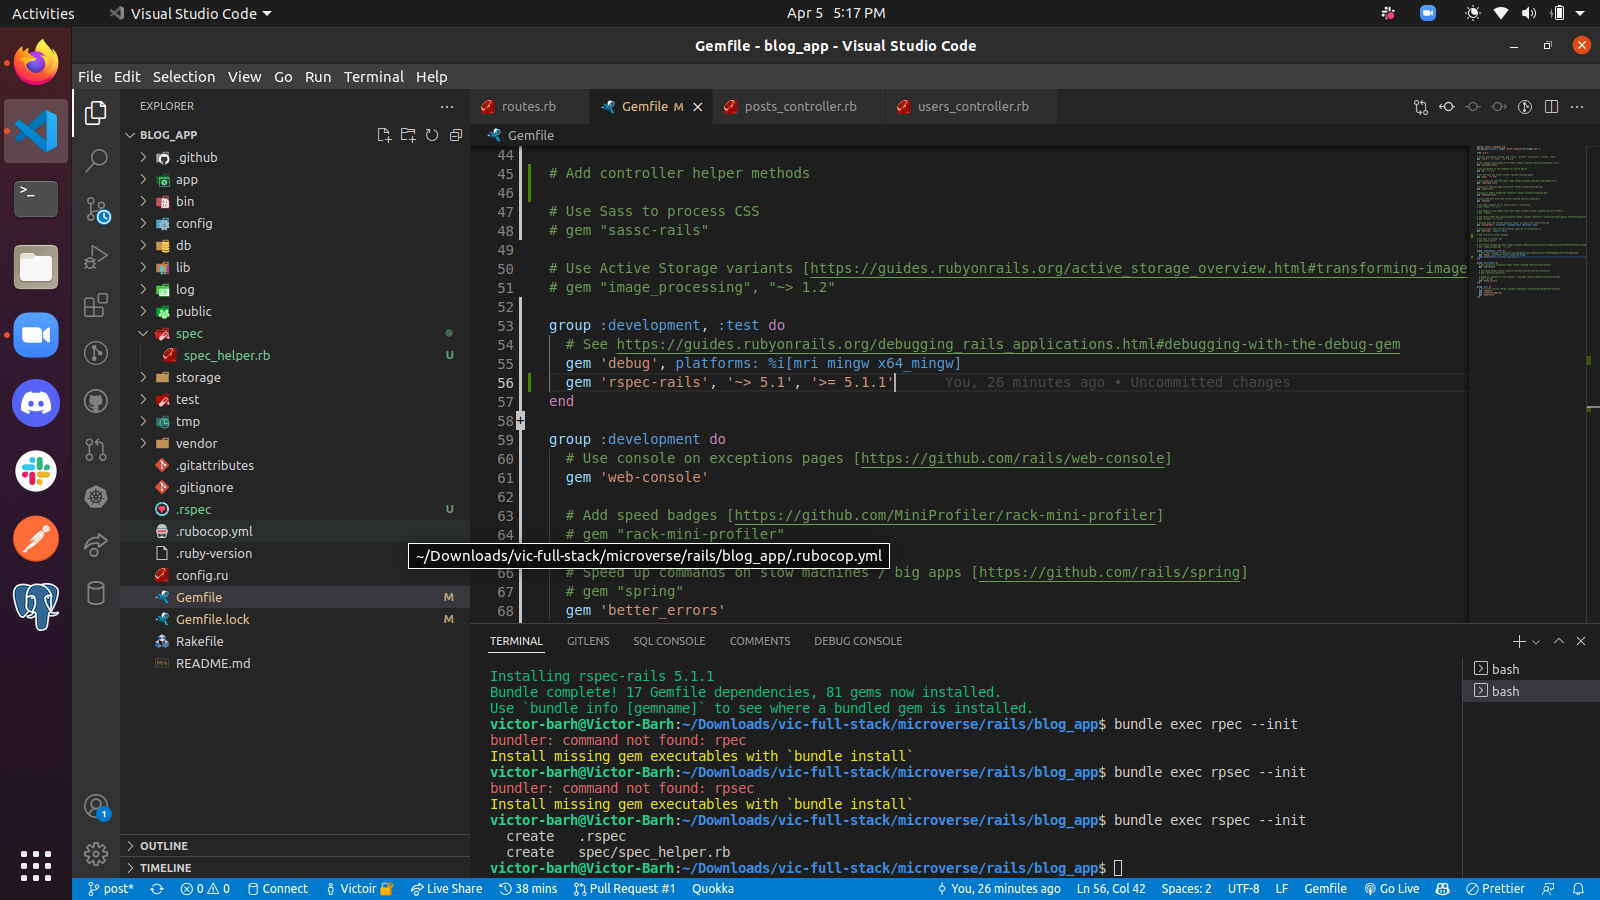 Activities
Visual Studio Code
Apr 5 5:17 PM
Gemfile - blog_app - Visual Studio Code
File Edit Selection View Go Run Terminal Help
EXPLORER
routes.rb
Gemfile M
posts_controller.rb
users_controller.rb
BLOG_APP
Gemfile
.github
app
bin
config
db
lib
log
public
spec
spec_helper.rb U
storage
test
tmp
vendor
.gitattributes
.gitignore
.rspec U
.rubocop.yml
.ruby-version
config.ru
Gemfile M
Gemfile.lock M
Rakefile
README.md
OUTLINE
TIMELINE
44
45 # Add controller helper methods
46
47 # Use Sass to process CSS
48 # gem "sassc-rails"
49
50 # Use Active Storage variants [https://guides.rubyonrails.org/active_storage_overview.html#transforming-image
51 # gem "image_processing", "~> 1.2"
52
53 group :development, :test do
54 # See https://guides.rubyonrails.org/debugging_rails_applications.html#debugging-with-the-debug-gem
55 gem 'debug', platforms: %i[mri mingw x64_mingw]
56 gem 'rspec-rails', '~> 5.1', '>= 5.1.1' You, 26 minutes ago • Uncommitted changes
57 end
58
59 group :development do
60 # Use console on exceptions pages [https://github.com/rails/web-console]
61 gem 'web-console'
62
63 # Add speed badges [https://github.com/MiniProfiler/rack-mini-profiler]
64 # gem "rack-mini-profiler"
~/Downloads/vic-full-stack/microverse/rails/blog_app/.rubocop.yml
66 # Speed up commands on slow machines / big apps [https://github.com/rails/spring]
67 # gem "spring"
68 gem 'better_errors'
TERMINAL GITLENS SQL CONSOLE COMMENTS DEBUG CONSOLE
bash
bash
Installing rspec-rails 5.1.1
Bundle complete! 17 Gemfile dependencies, 81 gems now installed.
Use `bundle info [gemname]` to see where a bundled gem is installed.
victor-barh@Victor-Barh:~/Downloads/vic-full-stack/microverse/rails/blog_app$ bundle exec rpec --init
bundler: command not found: rpec
Install missing gem executables with `bundle install`
victor-barh@Victor-Barh:~/Downloads/vic-full-stack/microverse/rails/blog_app$ bundle exec rpsec --init
bundler: command not found: rpsec
Install missing gem executables with `bundle install`
victor-barh@Victor-Barh:~/Downloads/vic-full-stack/microverse/rails/blog_app$ bundle exec rspec --init
create .rspec
create spec/spec_helper.rb
victor-barh@Victor-Barh:~/Downloads/vic-full-stack/microverse/rails/blog_app$
1
post* 0 0 Connect Victoir Live Share 38 mins Pull Request #1 Quokka You, 26 minutes ago Ln 56, Col 42 Spaces: 2 UTF-8 LF Gemfile Go Live Prettier